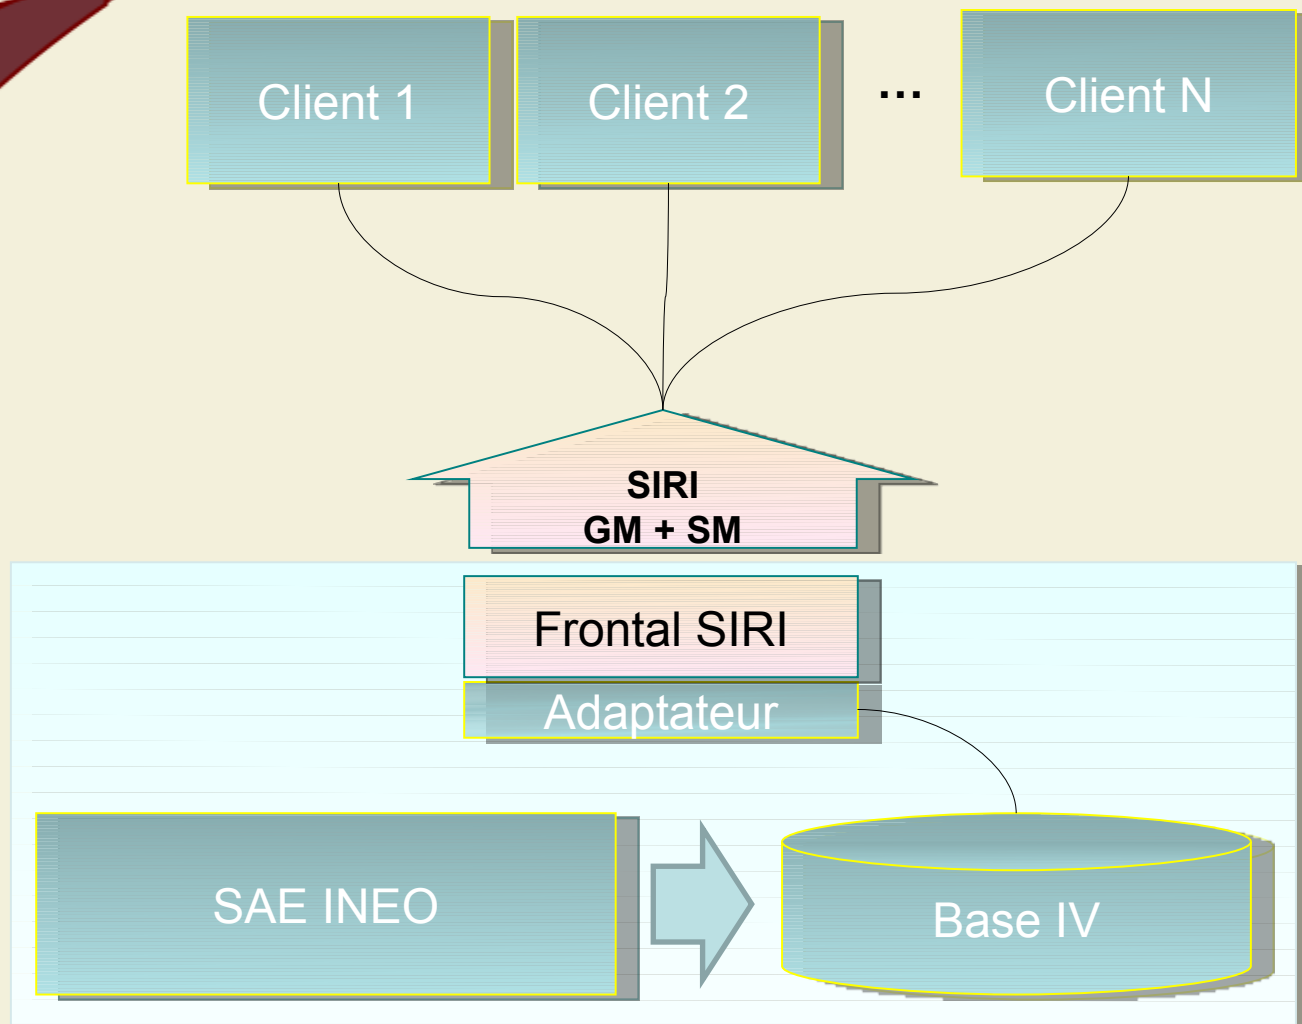 Client 1
Client 2
...
Client N
SIRI
GM + SM
Frontal SIRI
Adaptateur
SAE INEO
Base IV